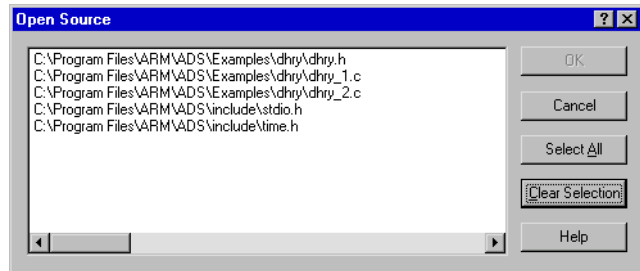 Open Source
C:\Program Files\ARM\ADS\Examples\dhry\dhry.h
C:\Program Files\ARM\ADS\Examples\dhry\dhry_1.c
C:\Program Files\ARM\ADS\Examples\dhry\dhry_2.c
C:\Program Files\ARM\ADS\include\stdio.h
C:\Program Files\ARM\ADS\include\time.h
OK
Cancel
Select All
Clear Selection
Help